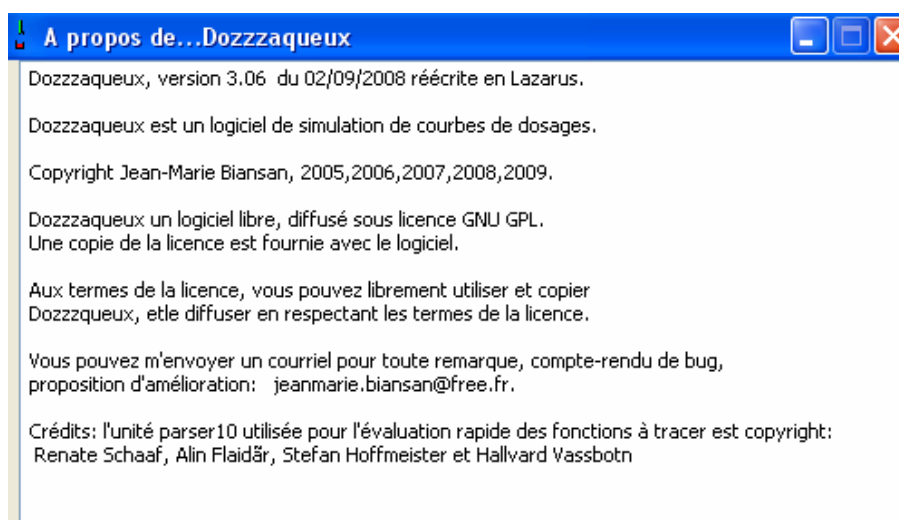 A propos de...Dozzzaqueux
Dozzzaqueux, version 3.06 du 02/09/2008 réécrite en Lazarus.
Dozzzaqueux est un logiciel de simulation de courbes de dosages.
Copyright Jean-Marie Biansan, 2005,2006,2007,2008,2009.
Dozzzaqueux un logiciel libre, diffusé sous licence GNU GPL.
Une copie de la licence est fournie avec le logiciel.
Aux termes de la licence, vous pouvez librement utiliser et copier
Dozzzqueux, etle diffuser en respectant les termes de la licence.
Vous pouvez m'envoyer un courriel pour toute remarque, compte-rendu de bug,
proposition d'amélioration: jeanmarie.biansan@free.fr.
Crédits: l'unité parser10 utilisée pour l'évaluation rapide des fonctions à tracer est copyright:
Renate Schaaf, Alin Flaidãr, Stefan Hoffmeister et Hallvard Vassbotn